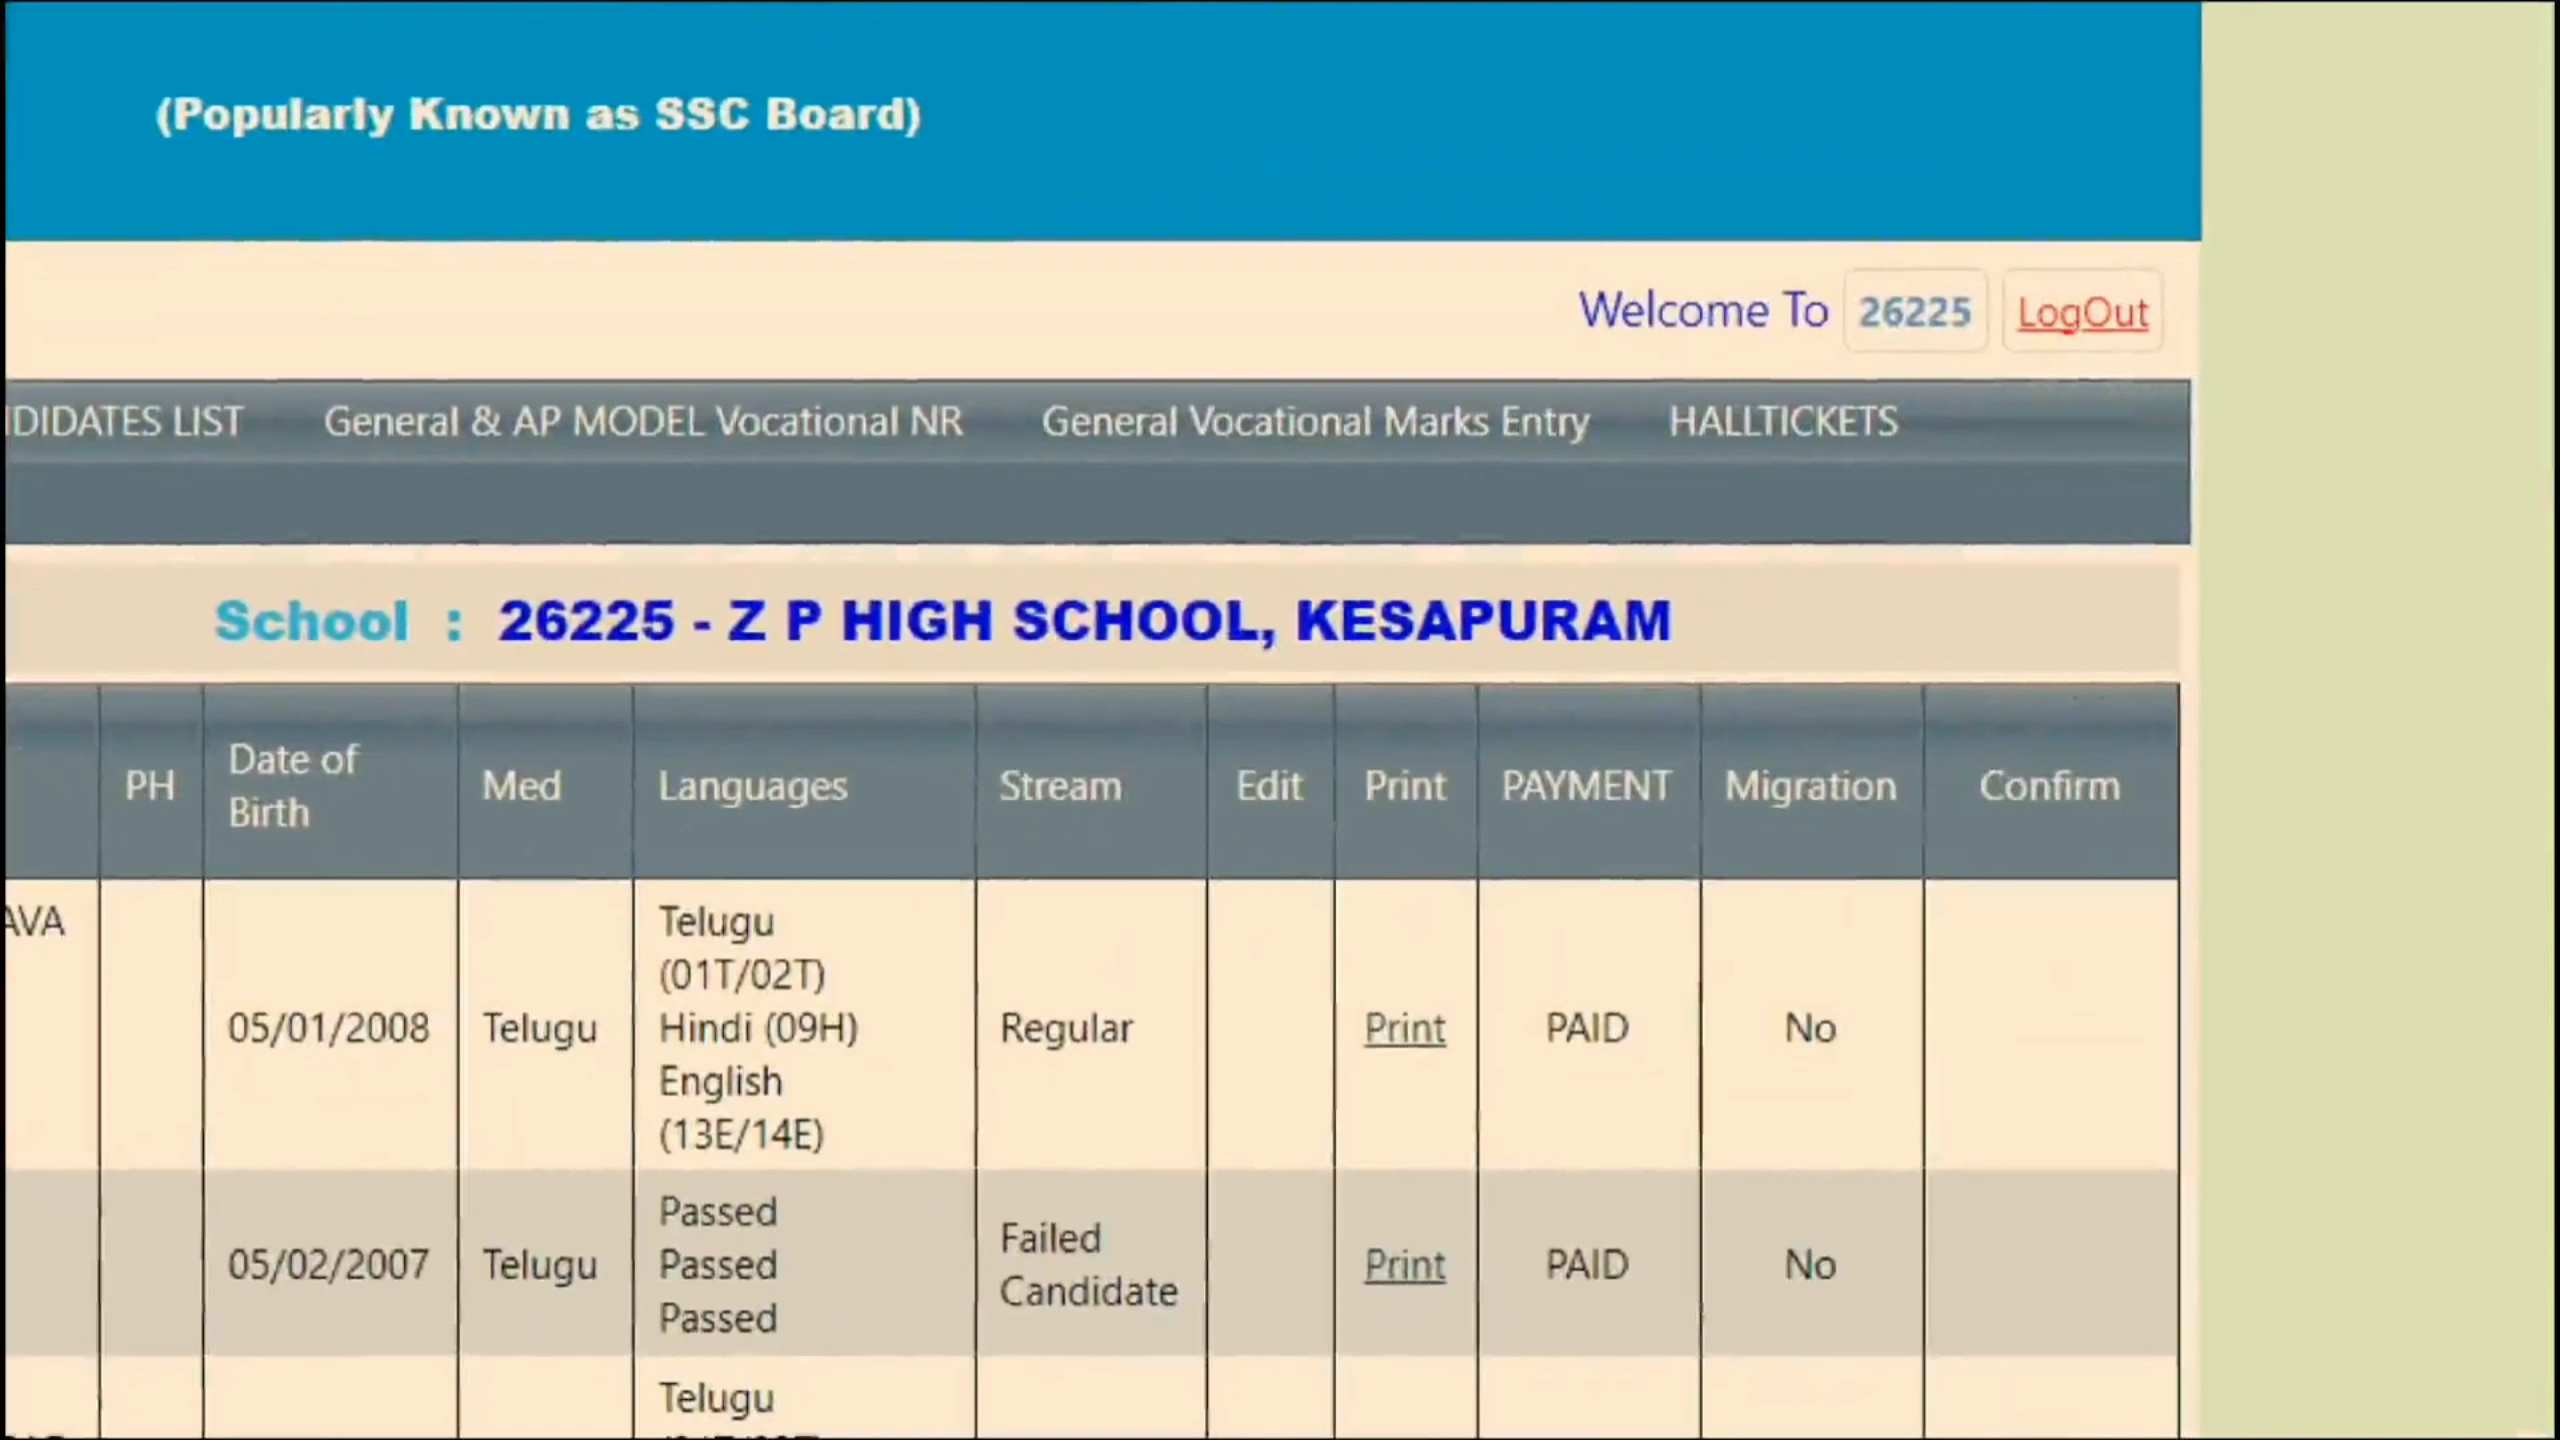 (Popularly Known as SSC Board)
Welcome To 26225 LogOut
DIDATES LIST General & AP MODEL Vocational NR General Vocational Marks Entry HALLTICKETS
School : 26225 - Z P HIGH SCHOOL, KESAPURAM
PH Date of Birth Med Languages Stream Edit Print PAYMENT Migration Confirm
AVA
05/01/2008
Telugu
Telugu
(01T/02T)
Hindi (09H)
English
(13E/14E)
Regular
Print
PAID
No
05/02/2007
Telugu
Passed
Passed
Passed
Failed
Candidate
Print
PAID
No
Telugu